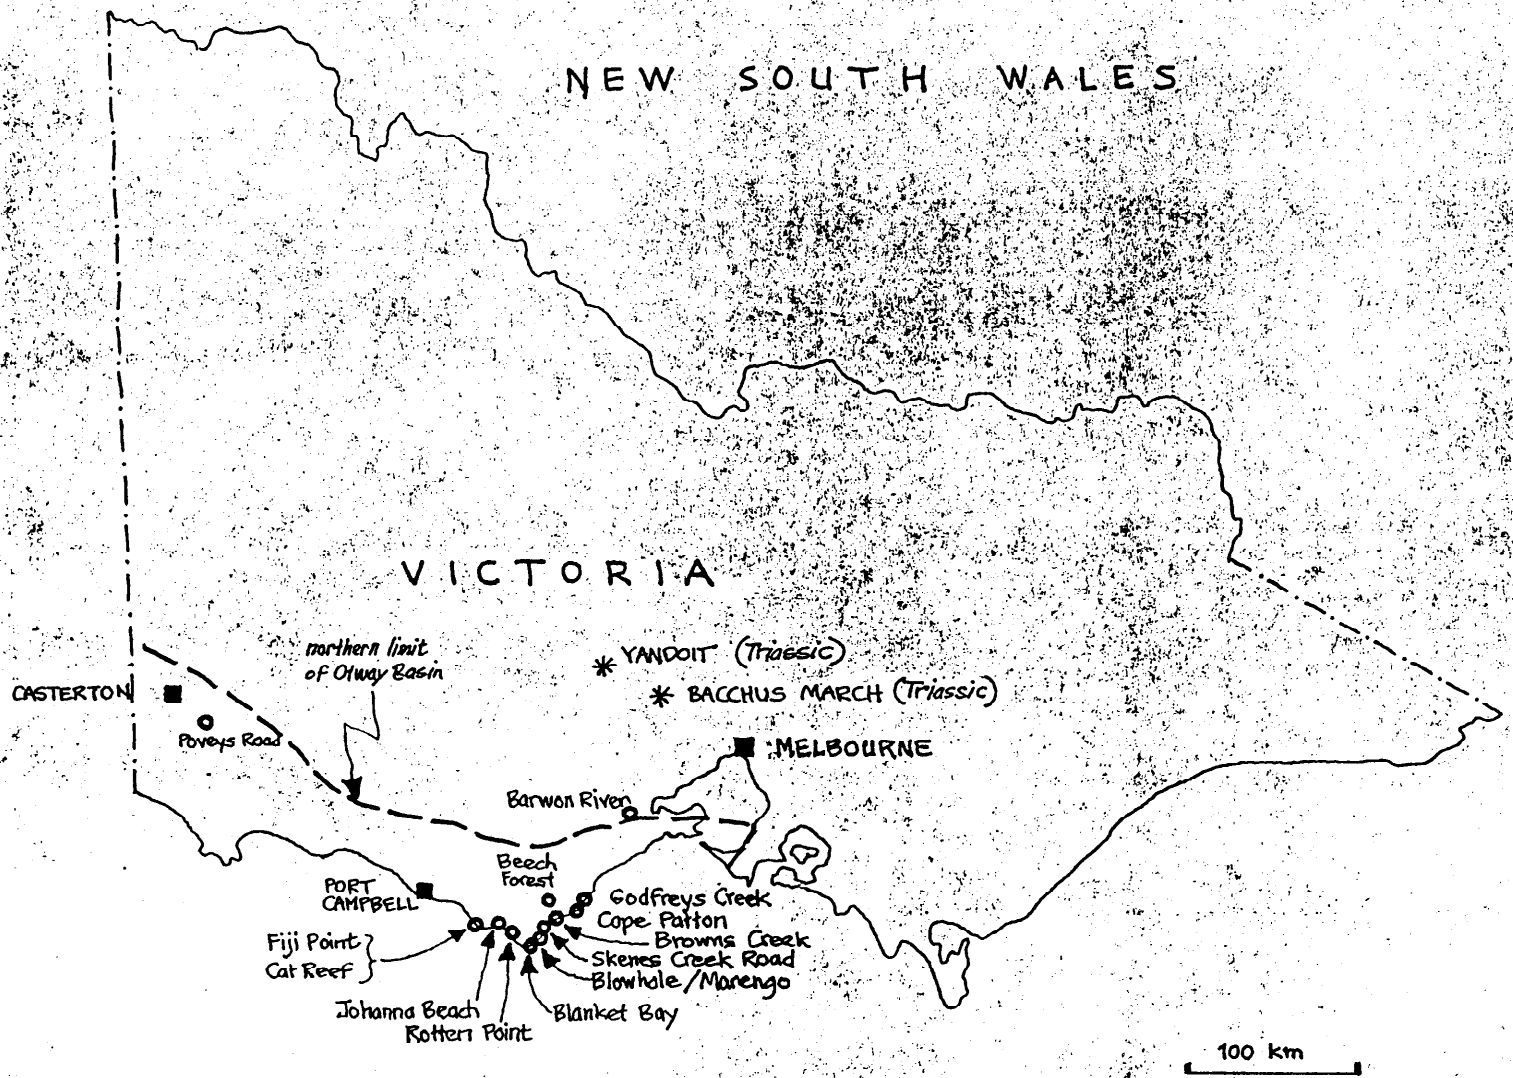 NEW SOUTH WALES
VICTORIA
northern limit
of Otway Basin
YANDOIT (Triassic)
BACCHUS MARCH (Triassic)
CASTERTON
Poveys Road
MELBOURNE
Barwon River
Beech
Forest
PORT
CAMPBELL
Godfreys Creek
Cape Patton
Browns Creek
Skenes Creek Road
Blowhole/Marengo
Fiji Point
Cat Reef
Johanna Beach
Rotten Point
Blanket Bay
100 km